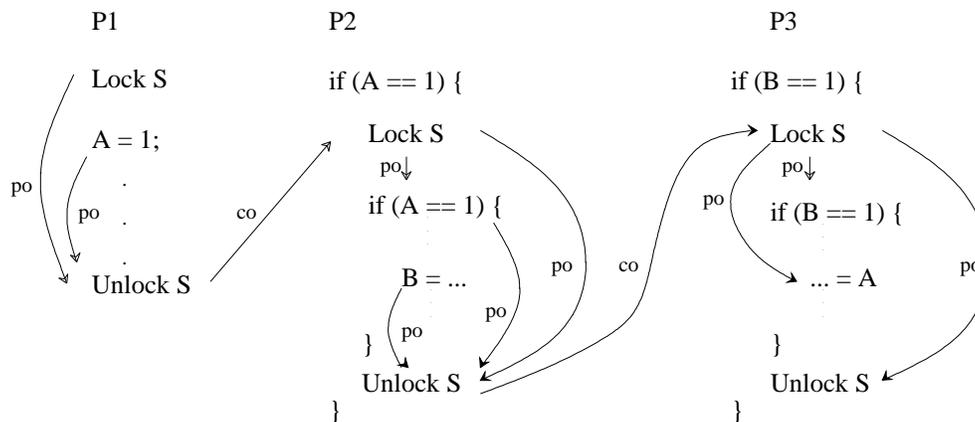 P1 P2 P3
Lock S if (A == 1) { if (B == 1) {
A = 1; Lock S Lock S
po po
po . po co if (A == 1) { po if (B == 1) {
.
. po co po
Unlock S B = ... ... = A
po po
} }
Unlock S Unlock S
} }